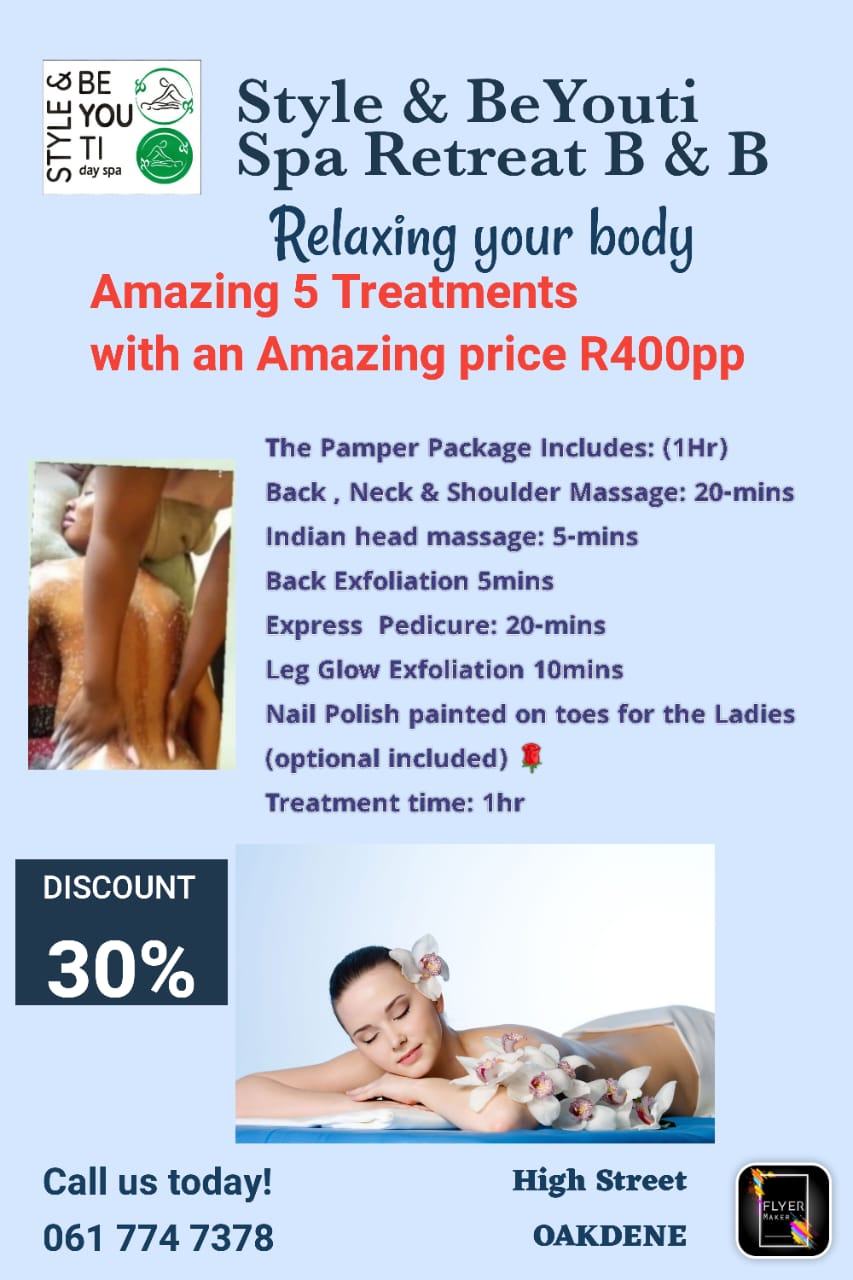 STYLE &
BE
YOU
TI
day spa
Style & BeYouti
Spa Retreat B & B
Relaxing your body
Amazing 5 Treatments
with an Amazing price R400pp
The Pamper Package Includes: (1Hr)
Back , Neck & Shoulder Massage: 20-mins
Indian head massage: 5-mins
Back Exfoliation 5mins
Express  Pedicure: 20-mins
Leg Glow Exfoliation 10mins
Nail Polish painted on toes for the Ladies
(optional included) 🌹
Treatment time: 1hr
DISCOUNT
30%
Call us today!
061 774 7378
High Street
OAKDENE
FLYER
MAKER